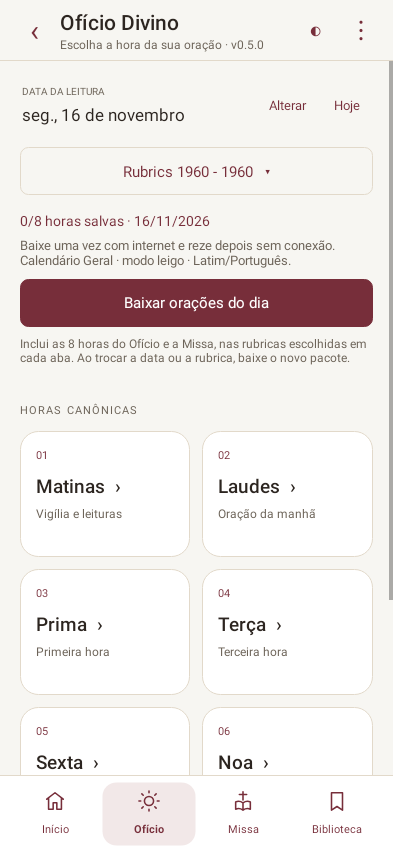 Ofício Divino
Escolha a hora da sua oração · v0.5.0
DATA DA LEITURA
seg., 16 de novembro
Alterar
Hoje
Rubrics 1960 - 1960
0/8 horas salvas · 16/11/2026
Baixe uma vez com internet e reze depois sem conexão.
Calendário Geral · modo leigo · Latim/Português.
Baixar orações do dia
Inclui as 8 horas do Ofício e a Missa, nas rubricas escolhidas em
cada aba. Ao trocar a data ou a rubrica, baixe o novo pacote.
HORAS CANÔNICAS
01
Matinas ›
Vigília e leituras
02
Laudes ›
Oração da manhã
03
Prima ›
Primeira hora
04
Terça ›
Terceira hora
05
Sexta ›
06
Noa ›
Início
Ofício
Missa
Biblioteca